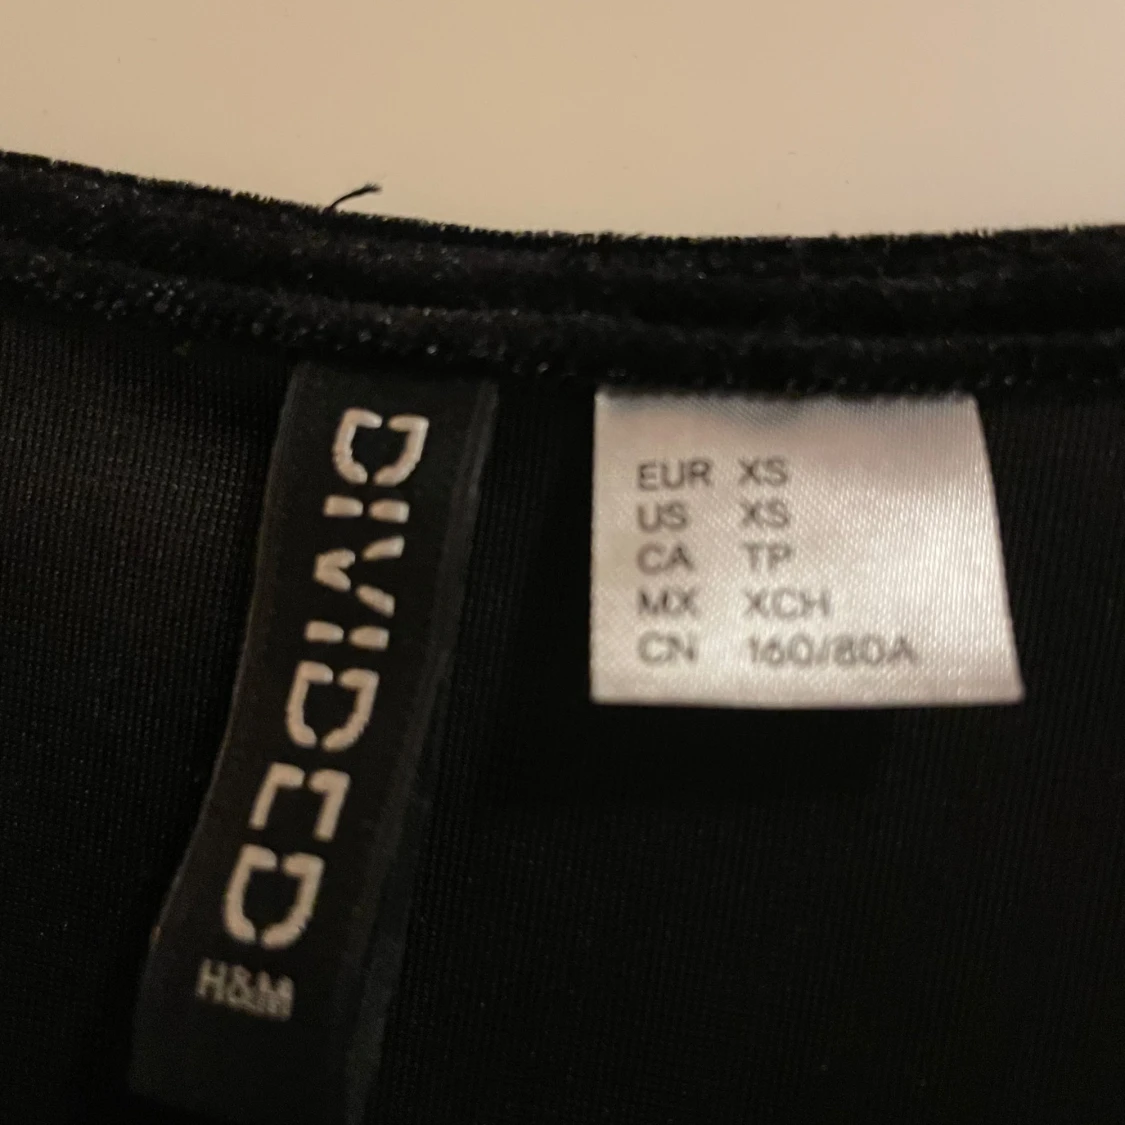 DIVIDED
H&M
EUR XS
US XS
CA TP
MX XCH
CN 160/80A